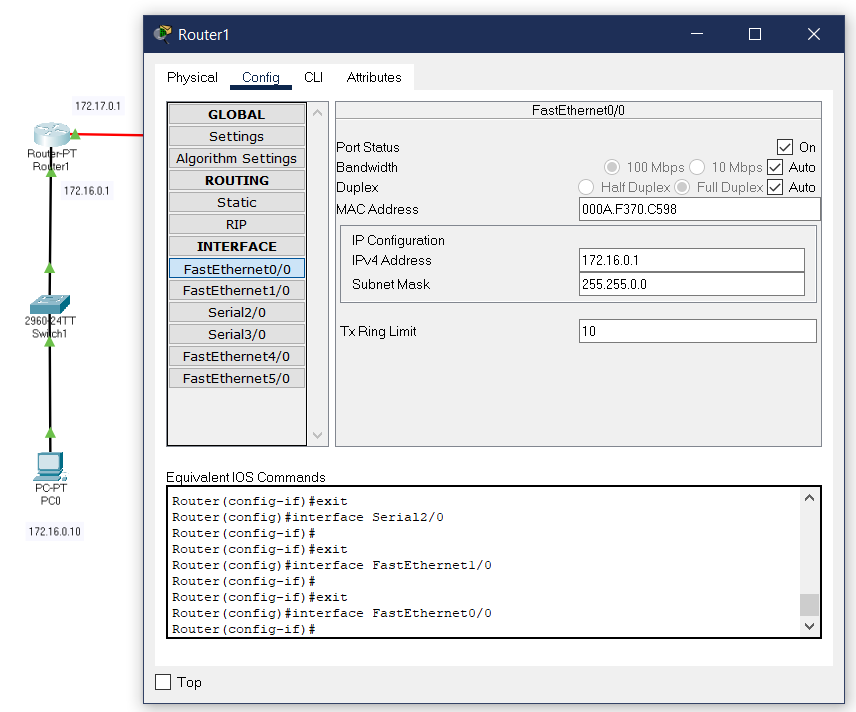 Router1
Physical Config CLI Attributes
172.17.0.1
Router-PT
Router1
172.16.0.1
2960-24TT
Switch1
PC-PT
PC0
172.16.0.10
GLOBAL
Settings
Algorithm Settings
ROUTING
Static
RIP
INTERFACE
FastEthernet0/0
FastEthernet1/0
Serial2/0
Serial3/0
FastEthernet4/0
FastEthernet5/0
FastEthernet0/0
Port Status On
Bandwidth 100 Mbps 10 Mbps Auto
Duplex Half Duplex Full Duplex Auto
MAC Address 000A.F370.C598
IP Configuration
IPv4 Address 172.16.0.1
Subnet Mask 255.255.0.0
Tx Ring Limit 10
Equivalent IOS Commands
Router(config-if)#exit
Router(config)#interface Serial2/0
Router(config-if)#
Router(config-if)#exit
Router(config)#interface FastEthernet1/0
Router(config-if)#
Router(config-if)#exit
Router(config)#interface FastEthernet0/0
Router(config-if)#
Top